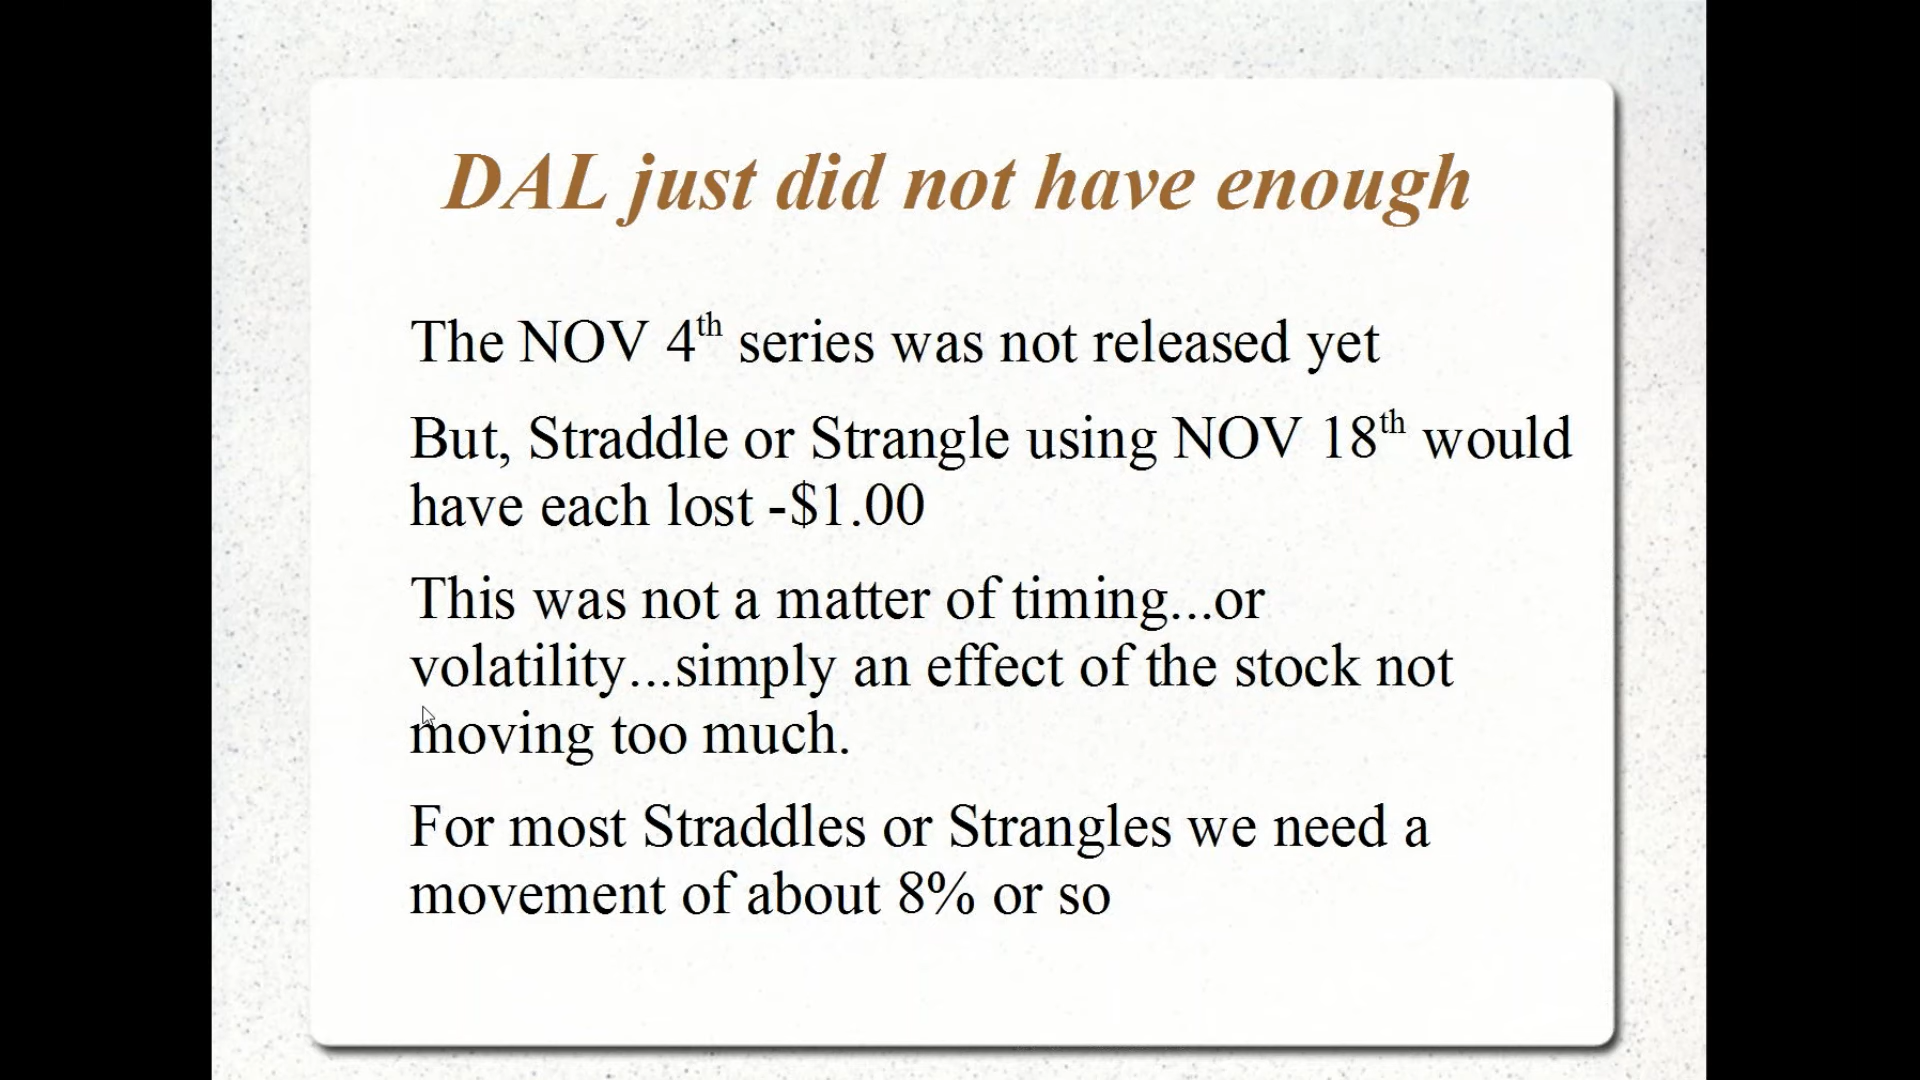 DAL just did not have enough
The NOV 4th series was not released yet
But, Straddle or Strangle using NOV 18th would
have each lost -$1.00
This was not a matter of timing...or
volatility...simply an effect of the stock not
moving too much.
For most Straddles or Strangles we need a
movement of about 8% or so